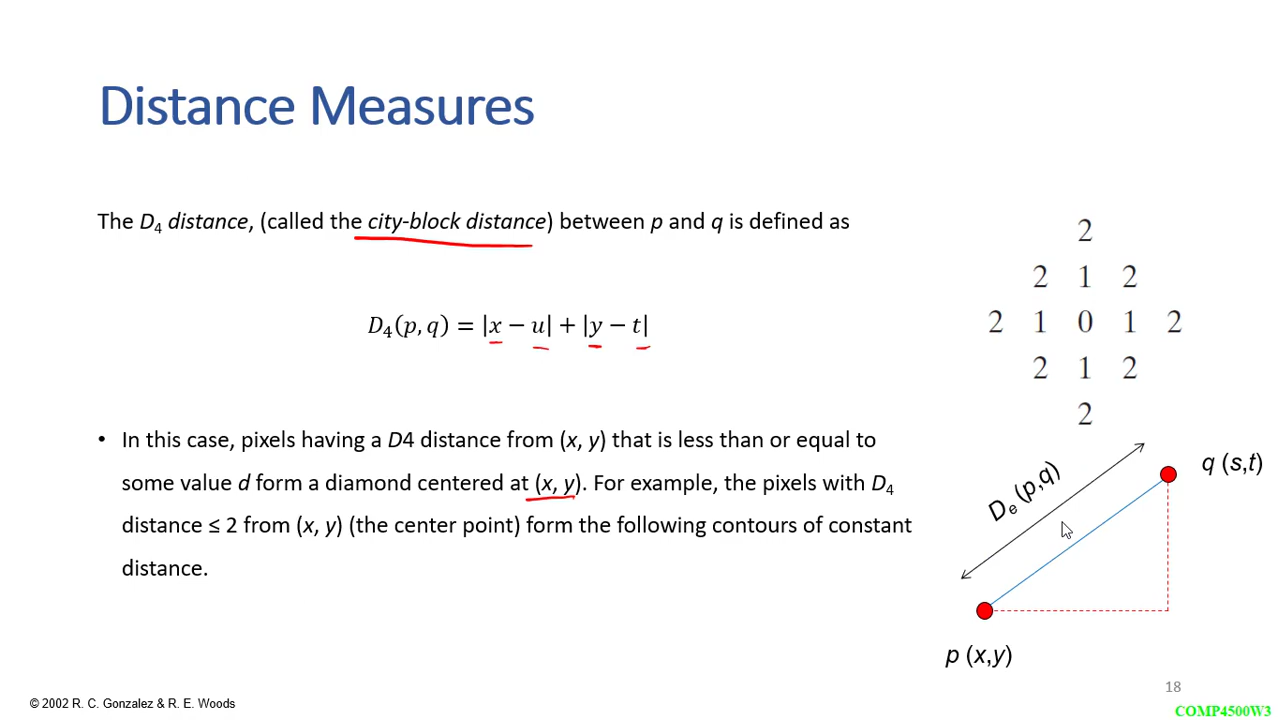 Distance Measures
The D₄ distance, (called the city-block distance) between p and q is defined as
D₄(p, q) = |x − u| + |y − t|
• In this case, pixels having a D4 distance from (x, y) that is less than or equal to
some value d form a diamond centered at (x, y). For example, the pixels with D₄
distance ≤ 2 from (x, y) (the center point) form the following contours of constant
distance.
2
2 1 2
2 1 0 1 2
2 1 2
2
q (s,t)
Dₑ(p,q)
p (x,y)
18
© 2002 R. C. Gonzalez & R. E. Woods
COMP4500W3